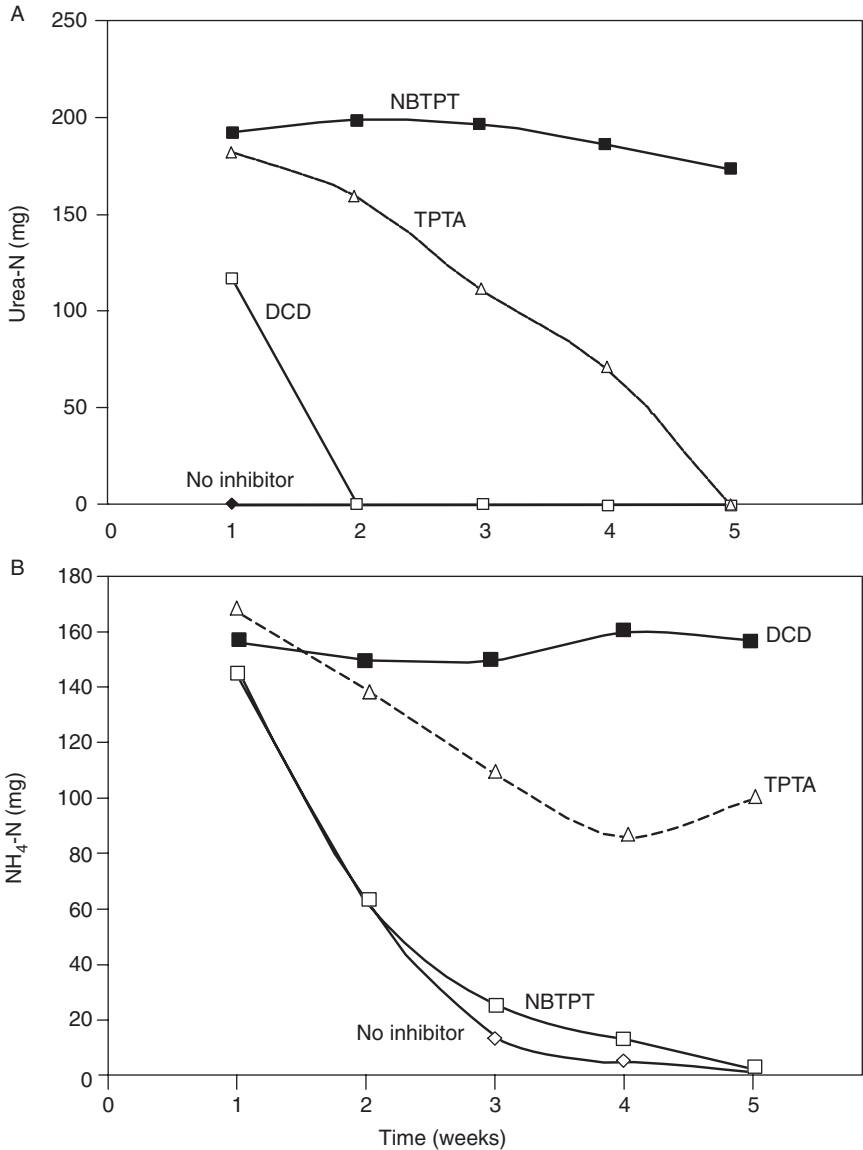 A
250
200
150
100
50
0
Urea-N (mg)
NBTPT
TPTA
DCD
No inhibitor
0 1 2 3 4 5
B
180
160
140
120
100
80
60
40
20
0
NH₄-N (mg)
DCD
TPTA
NBTPT
No inhibitor
0 1 2 3 4 5
Time (weeks)